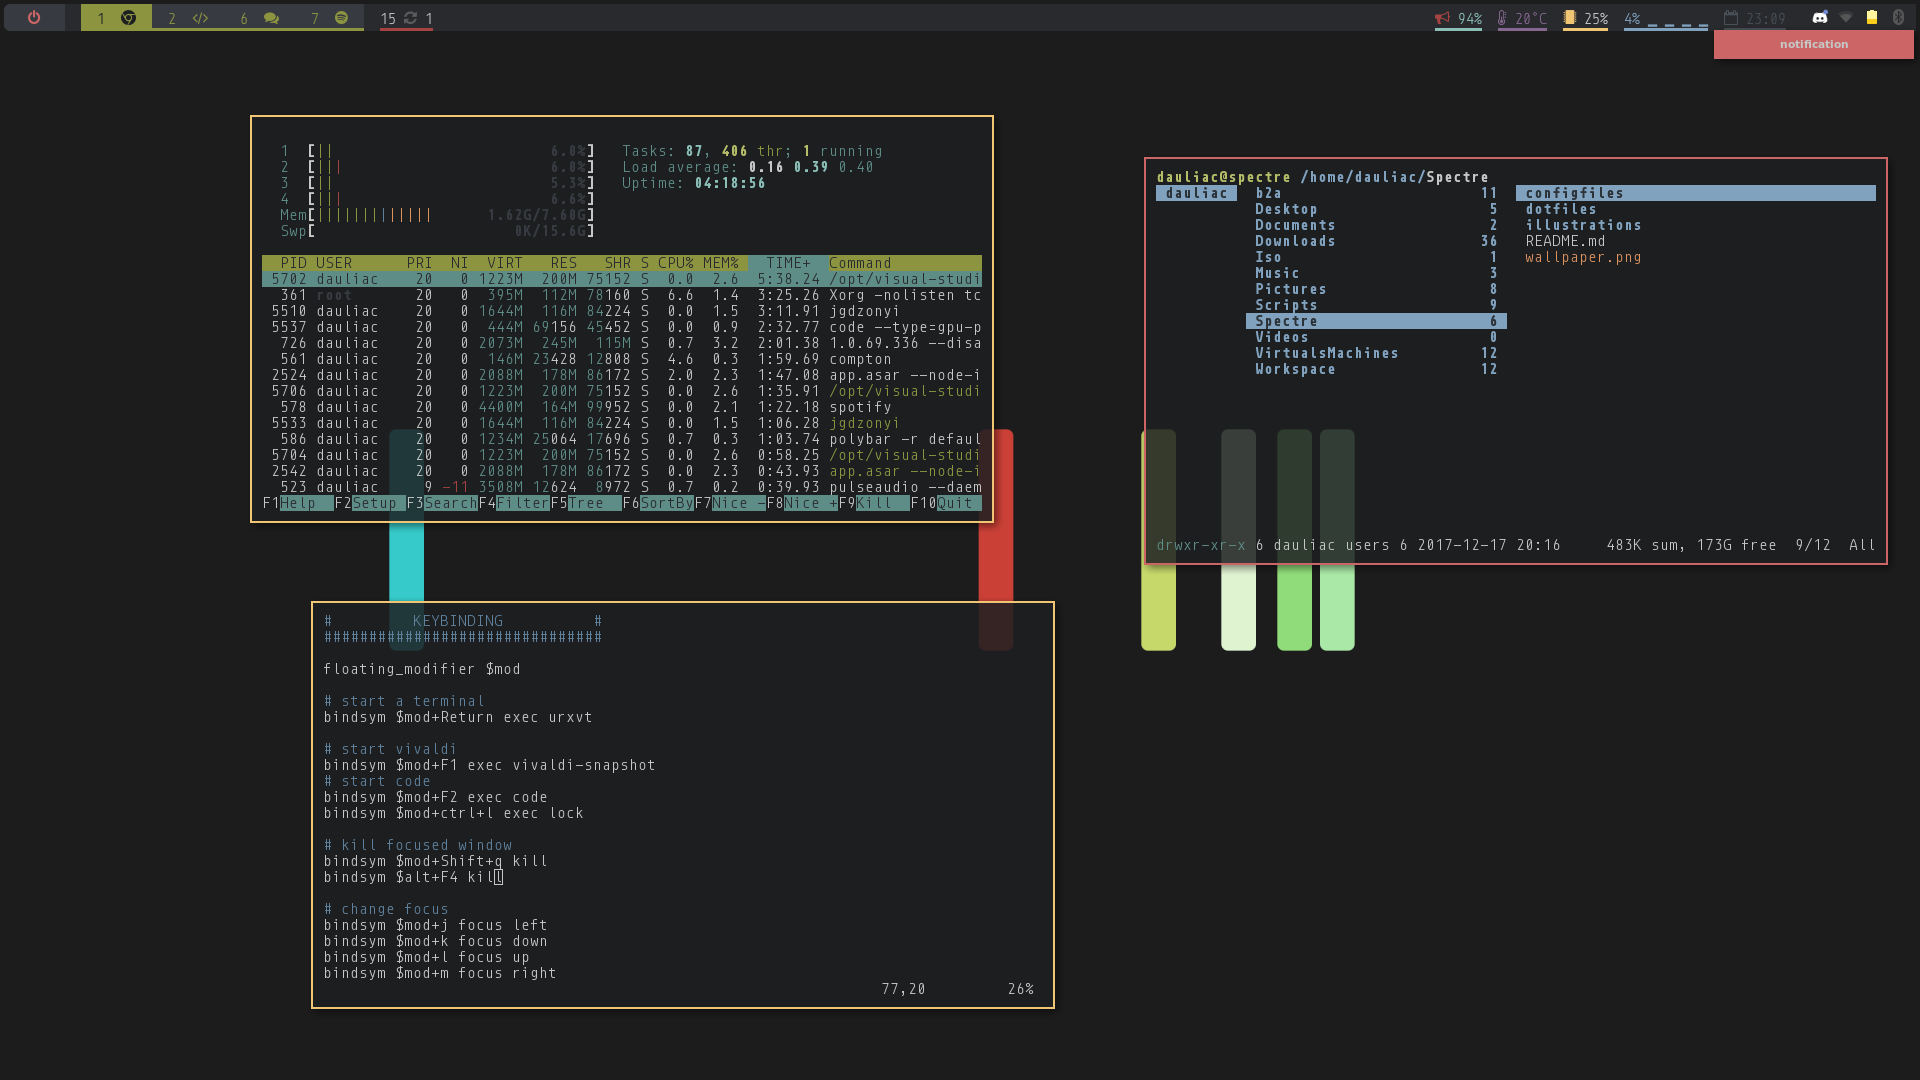 1 2 </> 6 7 15 1 94% 20°C 25% 4% 23:09
notification
1 [|| 6.0%] Tasks: 87, 406 thr; 1 running
2 [||| 6.0%] Load average: 0.16 0.39 0.40
3 [|| 5.3%] Uptime: 04:18:56
4 [||| 6.6%]
Mem[||||||||||||| 1.62G/7.60G]
Swp[ 0K/15.6G]
PID USER PRI NI VIRT RES SHR S CPU% MEM% TIME+ Command
5702 dauliac 20 0 1223M 200M 75152 S 0.0 2.6 5:38.24 /opt/visual-studi
361 root 20 0 395M 112M 78160 S 6.6 1.4 3:25.26 Xorg -nolisten tc
5510 dauliac 20 0 1644M 116M 84224 S 0.0 1.5 3:11.91 jgdzonyi
5537 dauliac 20 0 444M 69156 45452 S 0.0 0.9 2:32.77 code --type=gpu-p
726 dauliac 20 0 2073M 245M 115M S 0.7 3.2 2:01.38 1.0.69.336 --disa
561 dauliac 20 0 146M 23428 12808 S 4.6 0.3 1:59.69 compton
2524 dauliac 20 0 2088M 178M 86172 S 2.0 2.3 1:47.08 app.asar --node-i
5706 dauliac 20 0 1223M 200M 75152 S 0.0 2.6 1:35.91 /opt/visual-studi
578 dauliac 20 0 4400M 164M 99952 S 0.0 2.1 1:22.18 spotify
5533 dauliac 20 0 1644M 116M 84224 S 0.0 1.5 1:06.28 jgdzonyi
586 dauliac 20 0 1234M 25064 17696 S 0.7 0.3 1:03.74 polybar -r defaul
5704 dauliac 20 0 1223M 200M 75152 S 0.0 2.6 0:58.25 /opt/visual-studi
2542 dauliac 20 0 2088M 178M 86172 S 0.0 2.3 0:43.93 app.asar --node-i
523 dauliac 9 -11 3508M 12624 8972 S 0.7 0.2 0:39.93 pulseaudio --daem
F1Help F2Setup F3SearchF4FilterF5Tree F6SortByF7Nice -F8Nice +F9Kill F10Quit
dauliac@spectre /home/dauliac/Spectre
dauliac b2a 11 configfiles
Desktop 5 dotfiles
Documents 2 illustrations
Downloads 36 README.md
Iso 1 wallpaper.png
Music 3
Pictures 8
Scripts 9
Spectre 6
Videos 0
VirtualsMachines 12
Workspace 12
drwxr-xr-x 6 dauliac users 6 2017-12-17 20:16 483K sum, 173G free 9/12 All
# KEYBINDING #
###############################
floating_modifier $mod
# start a terminal
bindsym $mod+Return exec urxvt
# start vivaldi
bindsym $mod+F1 exec vivaldi-snapshot
# start code
bindsym $mod+F2 exec code
bindsym $mod+ctrl+l exec lock
# kill focused window
bindsym $mod+Shift+q kill
bindsym $alt+F4 kill
# change focus
bindsym $mod+j focus left
bindsym $mod+k focus down
bindsym $mod+l focus up
bindsym $mod+m focus right
77,20 26%